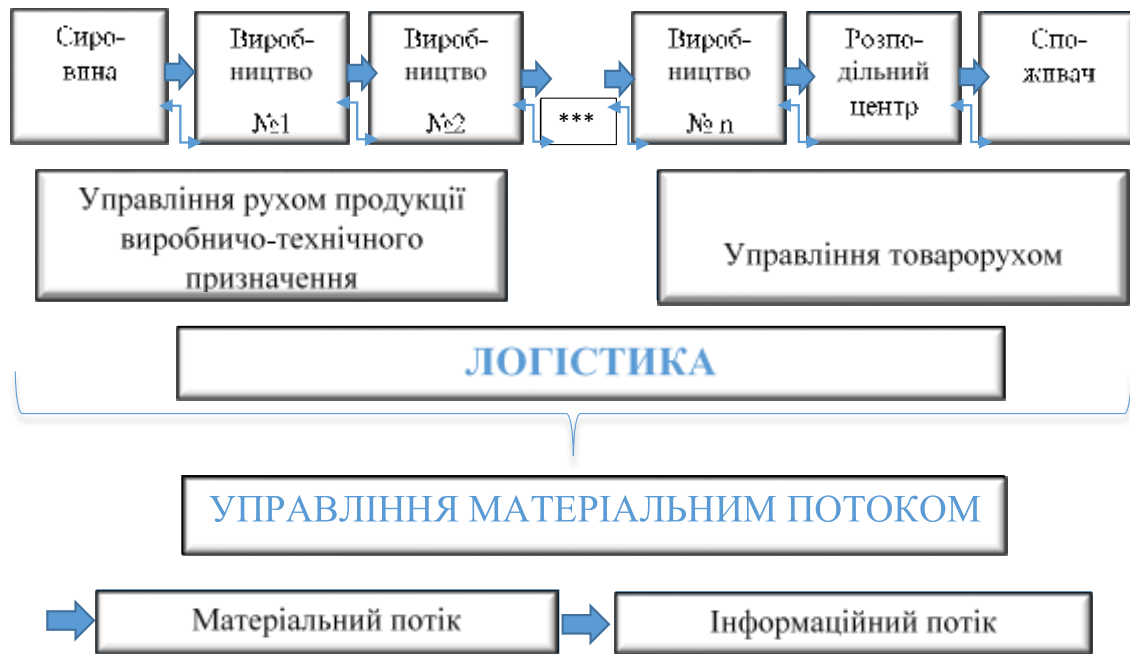 Сиро-
вина
Вироб-
ництво
№1
Вироб-
ництво
№2
***
Вироб-
ництво
№ n
Розпо-
дільний
центр
Спо-
живач
Управління рухом продукції
виробничо-технічного
призначення
Управління товарорухом
ЛОГІСТИКА
УПРАВЛІННЯ МАТЕРІАЛЬНИМ ПОТОКОМ
Матеріальний потік
Інформаційний потік